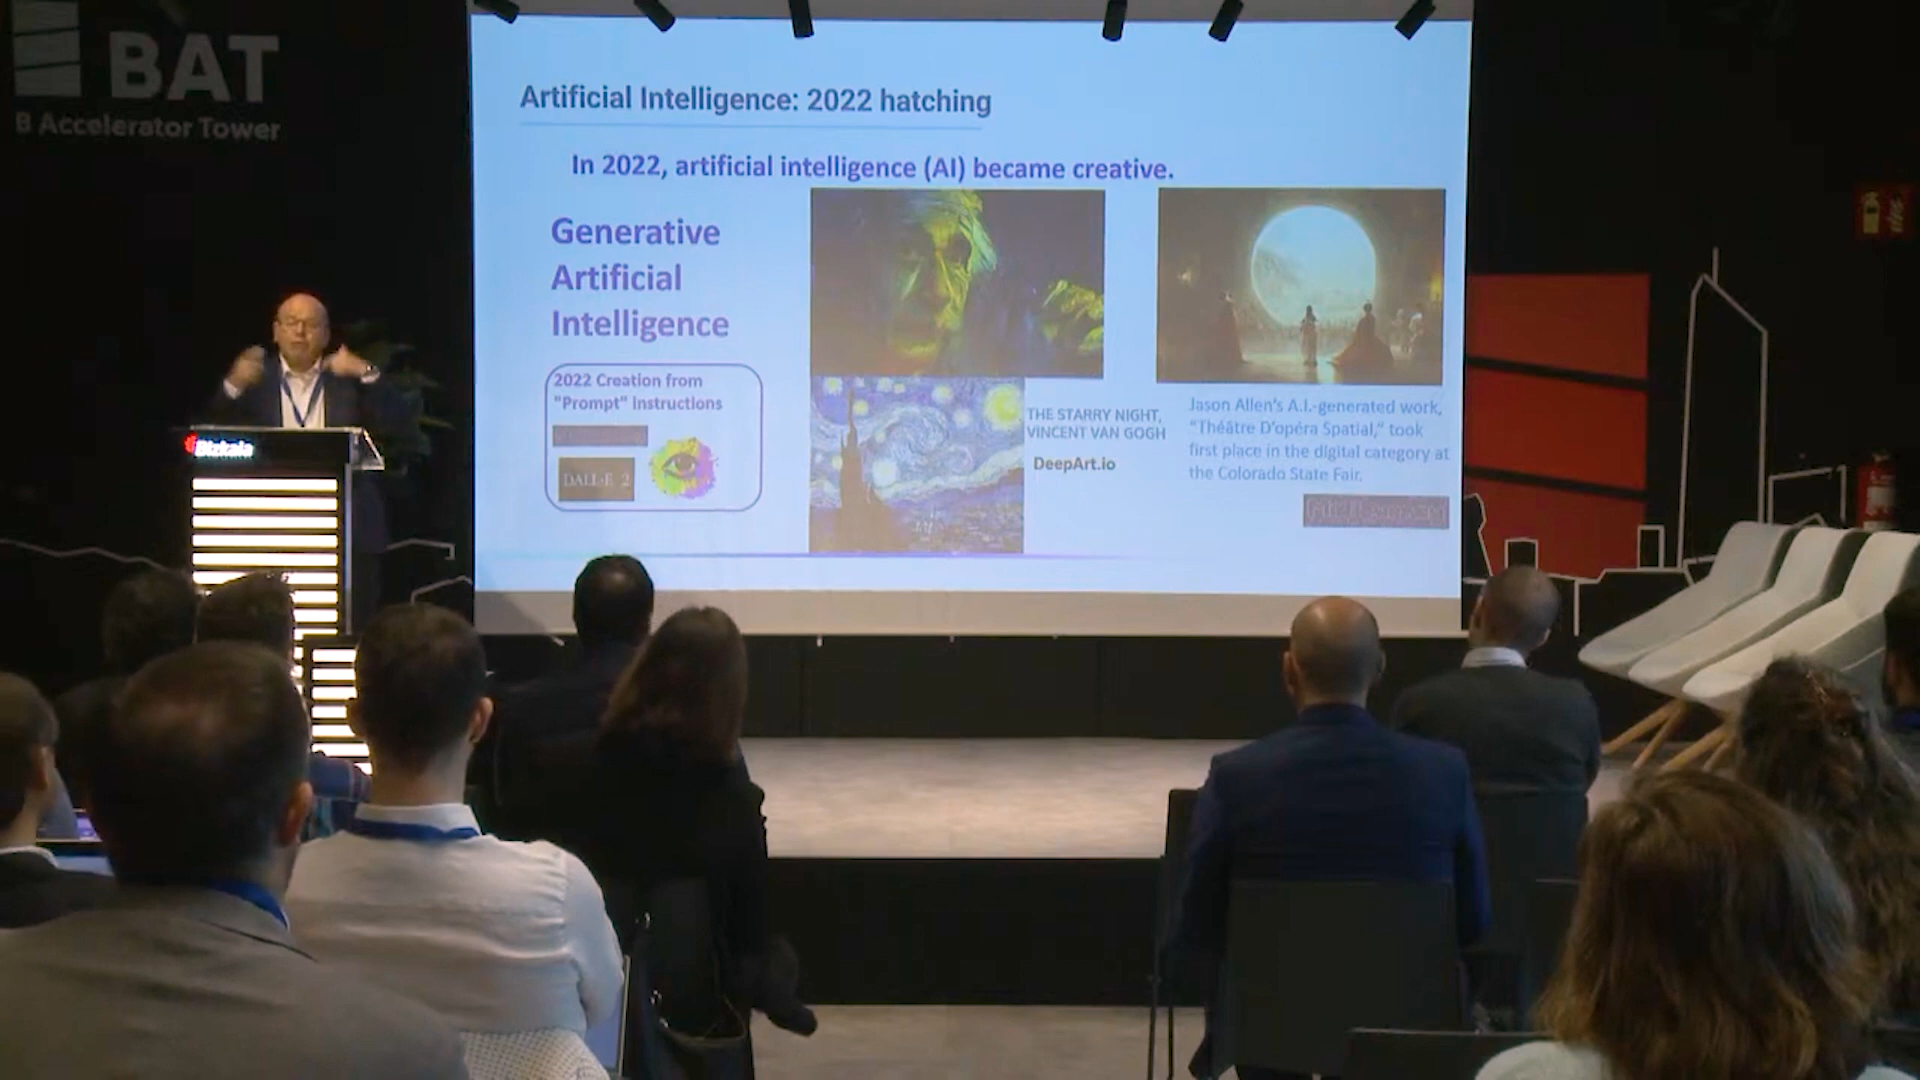 BAT
B Accelerator Tower
Artificial Intelligence: 2022 hatching
In 2022, artificial intelligence (AI) became creative.
Generative
Artificial
Intelligence
2022 Creation from
"Prompt" Instructions
DALL-E 2
THE STARRY NIGHT,
VINCENT VAN GOGH
DeepArt.io
Jason Allen's A.I.-generated work,
"Théâtre D'opéra Spatial," took
first place in the digital category at
the Colorado State Fair.
Bizkaia